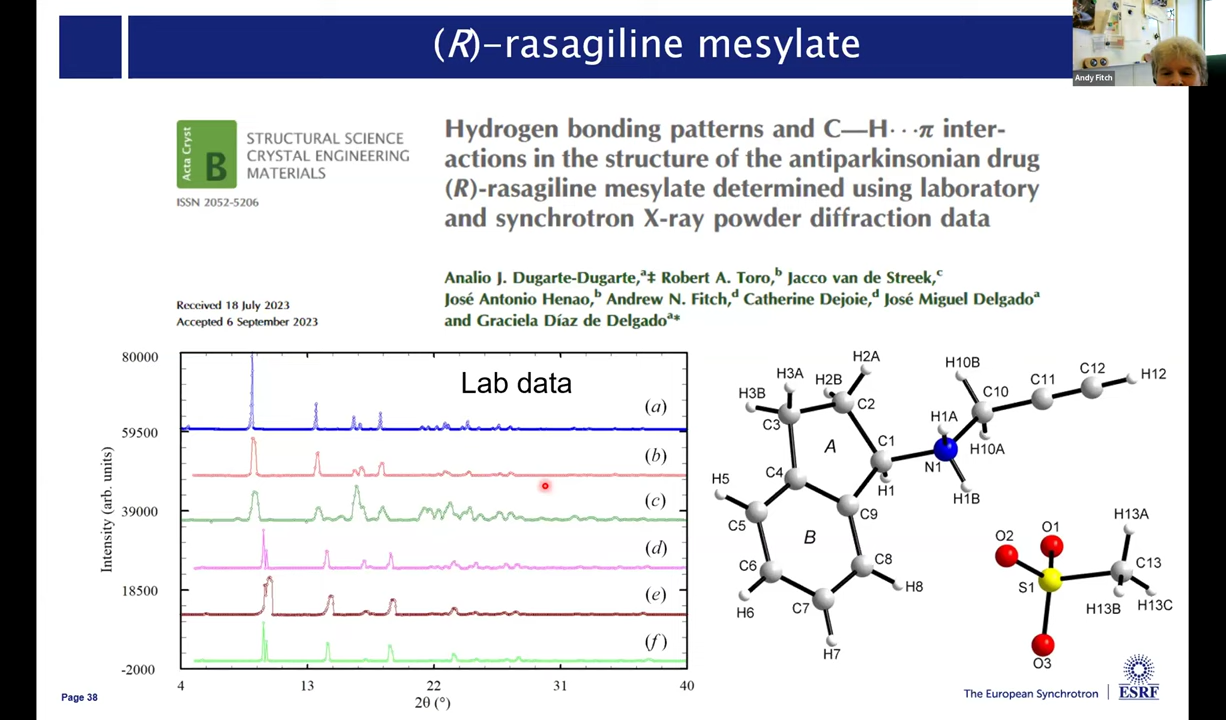 (R)-rasagiline mesylate
Andy Fitch
Acta Cryst
B
STRUCTURAL SCIENCE
CRYSTAL ENGINEERING
MATERIALS
ISSN 2052-5206
Hydrogen bonding patterns and C—H···π inter-
actions in the structure of the antiparkinsonian drug
(R)-rasagiline mesylate determined using laboratory
and synchrotron X-ray powder diffraction data
Received 18 July 2023
Accepted 6 September 2023
Analio J. Dugarte-Dugarte,a‡ Robert A. Toro,b Jacco van de Streek,c
José Antonio Henao,b Andrew N. Fitch,d Catherine Dejoie,d José Miguel Delgadoa
and Graciela Díaz de Delgadoa*
Lab data
(a)
(b)
(c)
(d)
(e)
(f)
80000
59500
39000
18500
-2000
Intensity (arb. units)
4 13 22 31 40
2θ (°)
H2A
H10B
C12
H12
H3A
H2B
C10
C11
H3B
C2
H1A
C3
H10A
A
C1
N1
C4
H1
H1B
H5
C9
C5
B
H13A
O2
O1
C6
C8
C13
H8
S1
H6
C7
H13B
H13C
H7
O3
Page 38
The European Synchrotron
ESRF